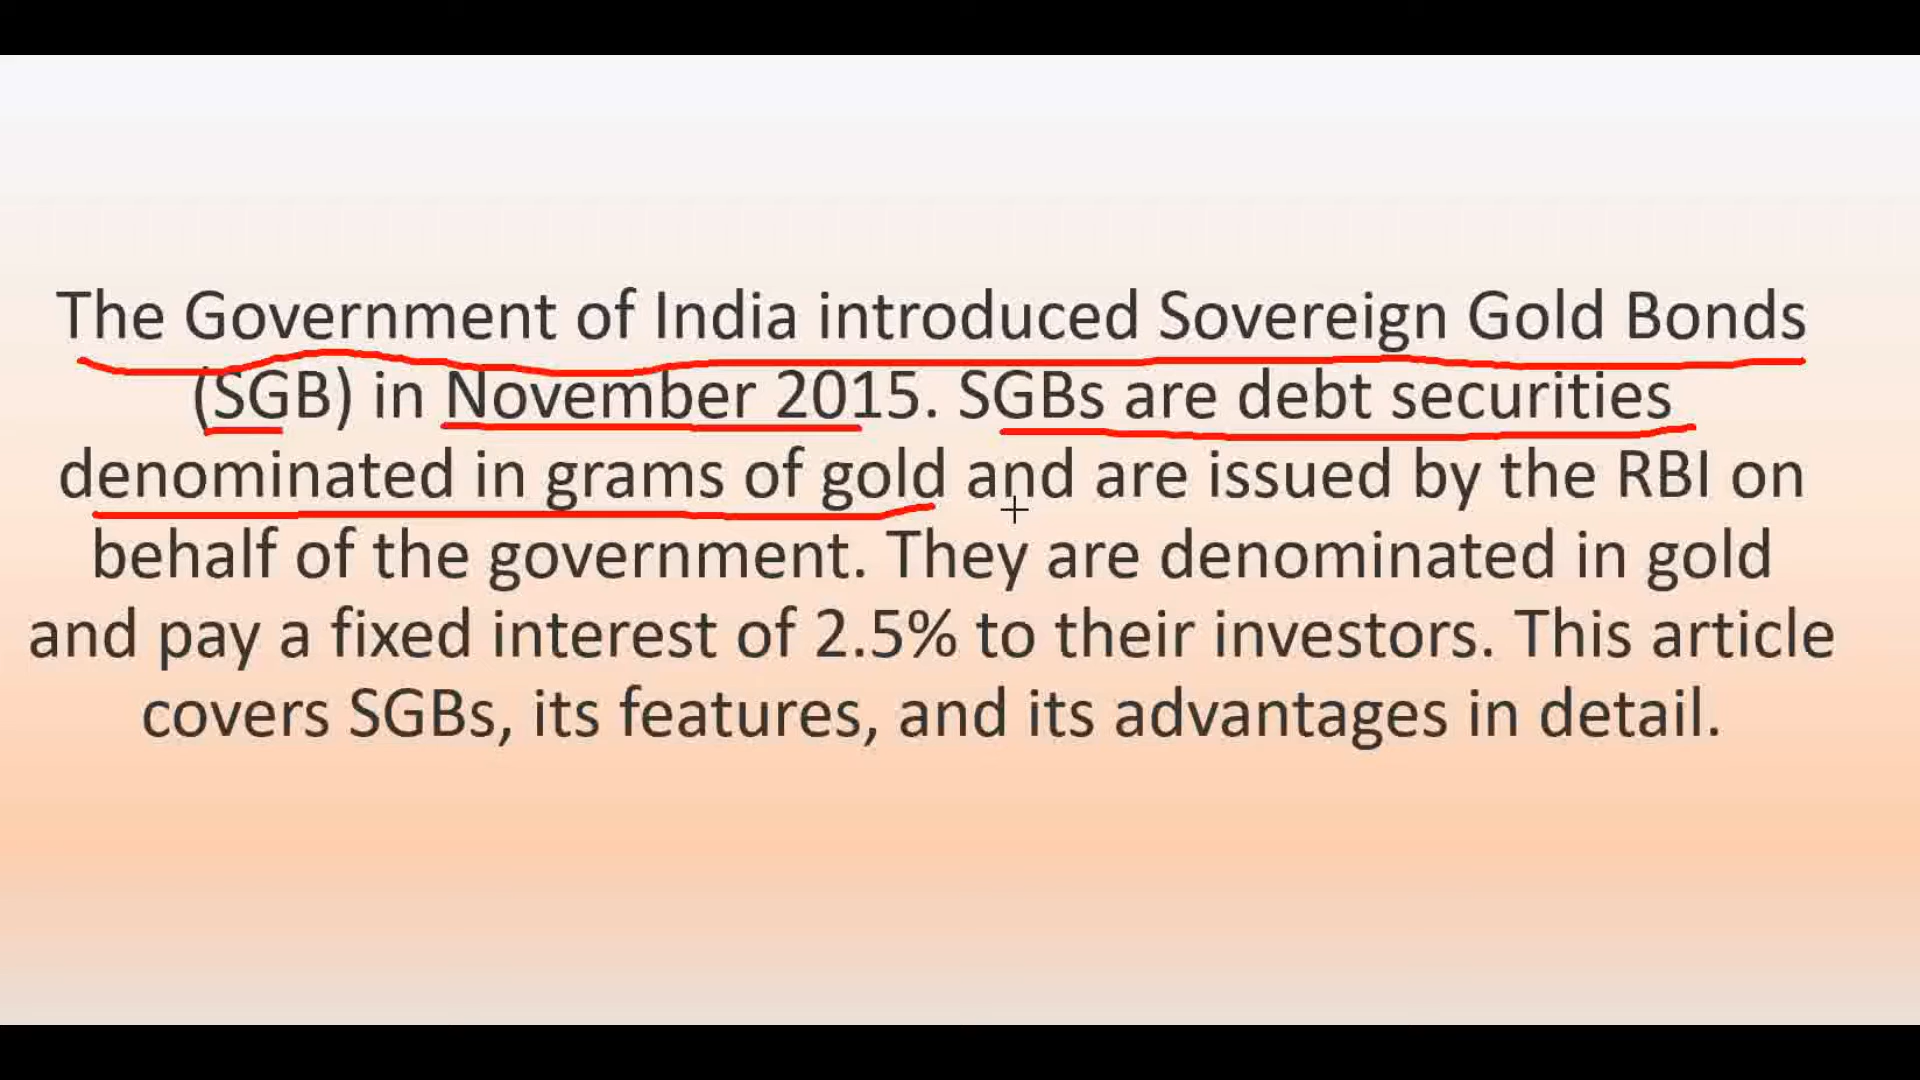 The Government of India introduced Sovereign Gold Bonds
(SGB) in November 2015. SGBs are debt securities
denominated in grams of gold and are issued by the RBI on
behalf of the government. They are denominated in gold
and pay a fixed interest of 2.5% to their investors. This article
covers SGBs, its features, and its advantages in detail.